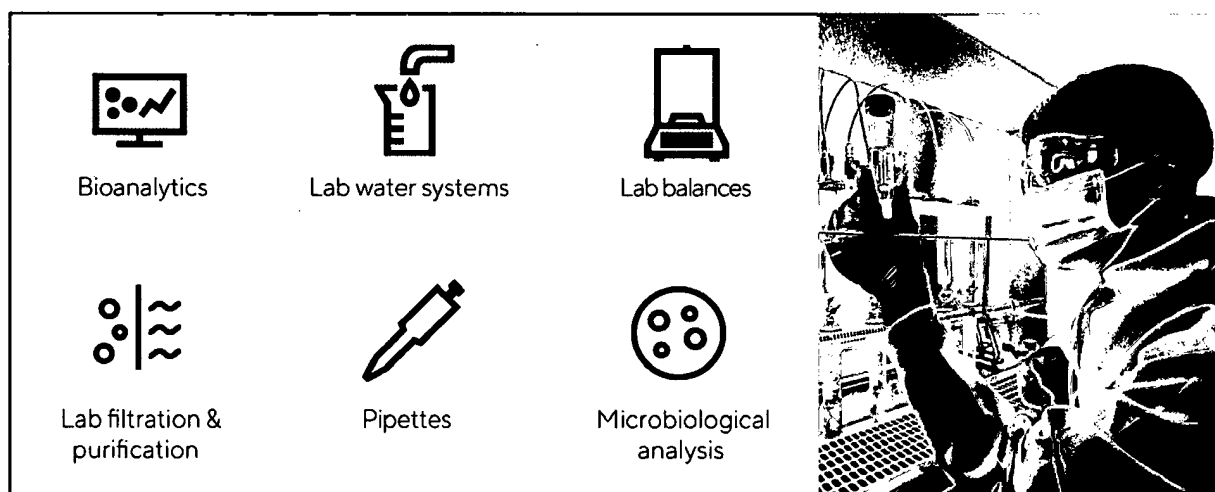 Bioanalytics
Lab water systems
Lab balances
Lab filtration &
purification
Pipettes
Microbiological
analysis